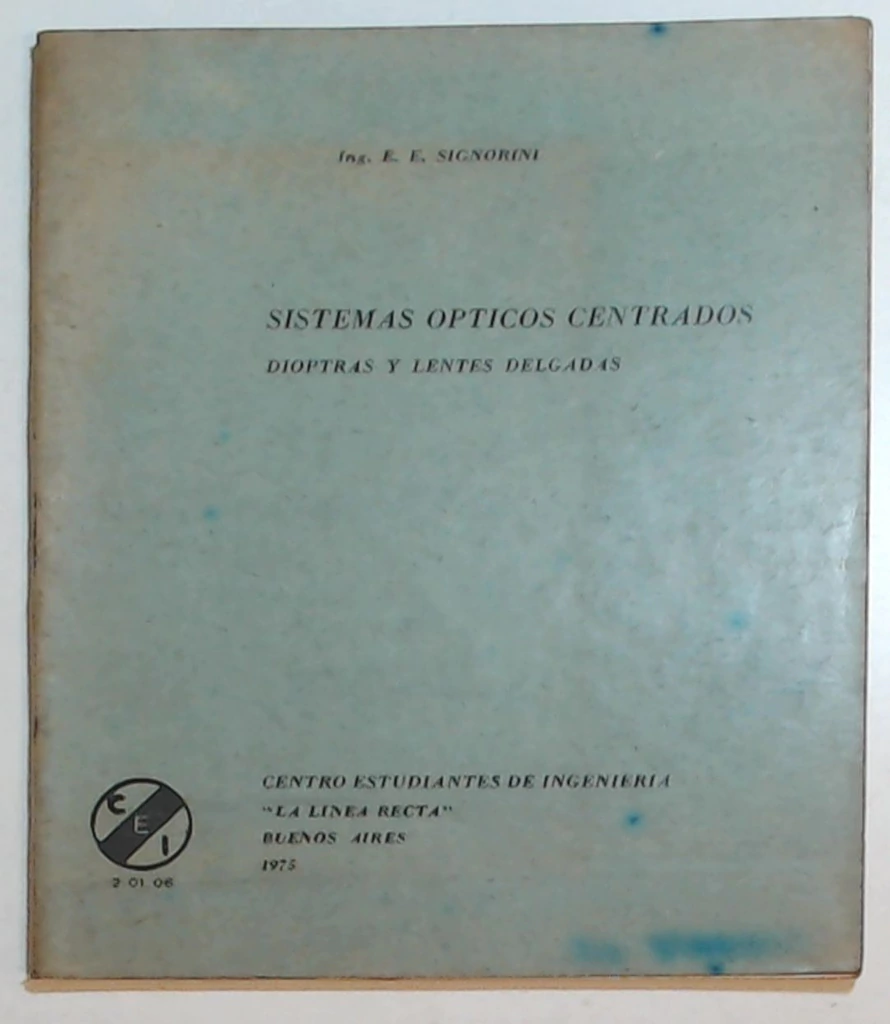 Ing. E. E. SIGNORINI
SISTEMAS OPTICOS CENTRADOS
DIOPTRAS Y LENTES DELGADAS
CENTRO ESTUDIANTES DE INGENIERIA
"LA LINEA RECTA"
BUENOS AIRES
1975
C E I
2 01 06